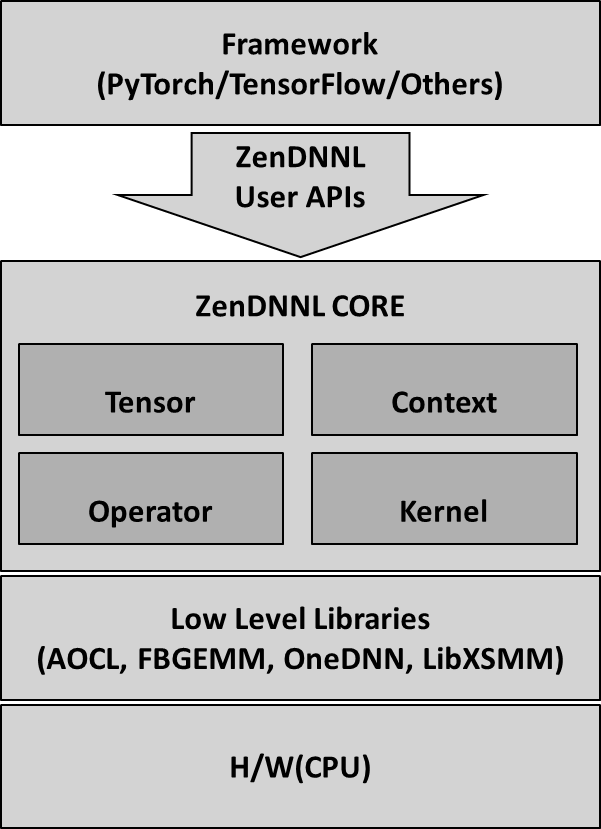 Framework
(PyTorch/TensorFlow/Others)
ZenDNNL
User APIs
ZenDNNL CORE
Tensor
Context
Operator
Kernel
Low Level Libraries
(AOCL, FBGEMM, OneDNN, LibXSMM)
H/W(CPU)